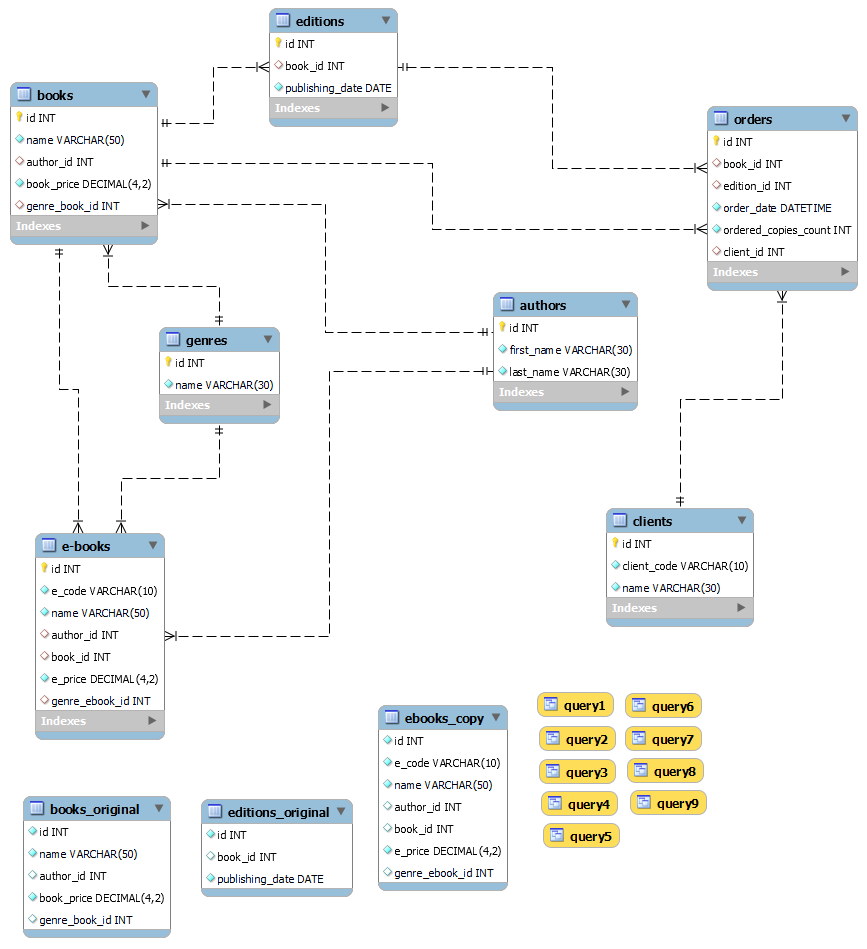 editions
id INT
book_id INT
publishing_date DATE
Indexes
books
id INT
name VARCHAR(50)
author_id INT
book_price DECIMAL(4,2)
genre_book_id INT
Indexes
orders
id INT
book_id INT
edition_id INT
order_date DATETIME
ordered_copies_count INT
client_id INT
Indexes
authors
id INT
first_name VARCHAR(30)
last_name VARCHAR(30)
Indexes
genres
id INT
name VARCHAR(30)
Indexes
clients
id INT
client_code VARCHAR(10)
name VARCHAR(30)
Indexes
e-books
id INT
e_code VARCHAR(10)
name VARCHAR(50)
author_id INT
book_id INT
e_price DECIMAL(4,2)
genre_ebook_id INT
Indexes
ebooks_copy
id INT
e_code VARCHAR(10)
name VARCHAR(50)
author_id INT
book_id INT
e_price DECIMAL(4,2)
genre_ebook_id INT
query1
query2
query3
query4
query5
query6
query7
query8
query9
books_original
id INT
name VARCHAR(50)
author_id INT
book_price DECIMAL(4,2)
genre_book_id INT
editions_original
id INT
book_id INT
publishing_date DATE